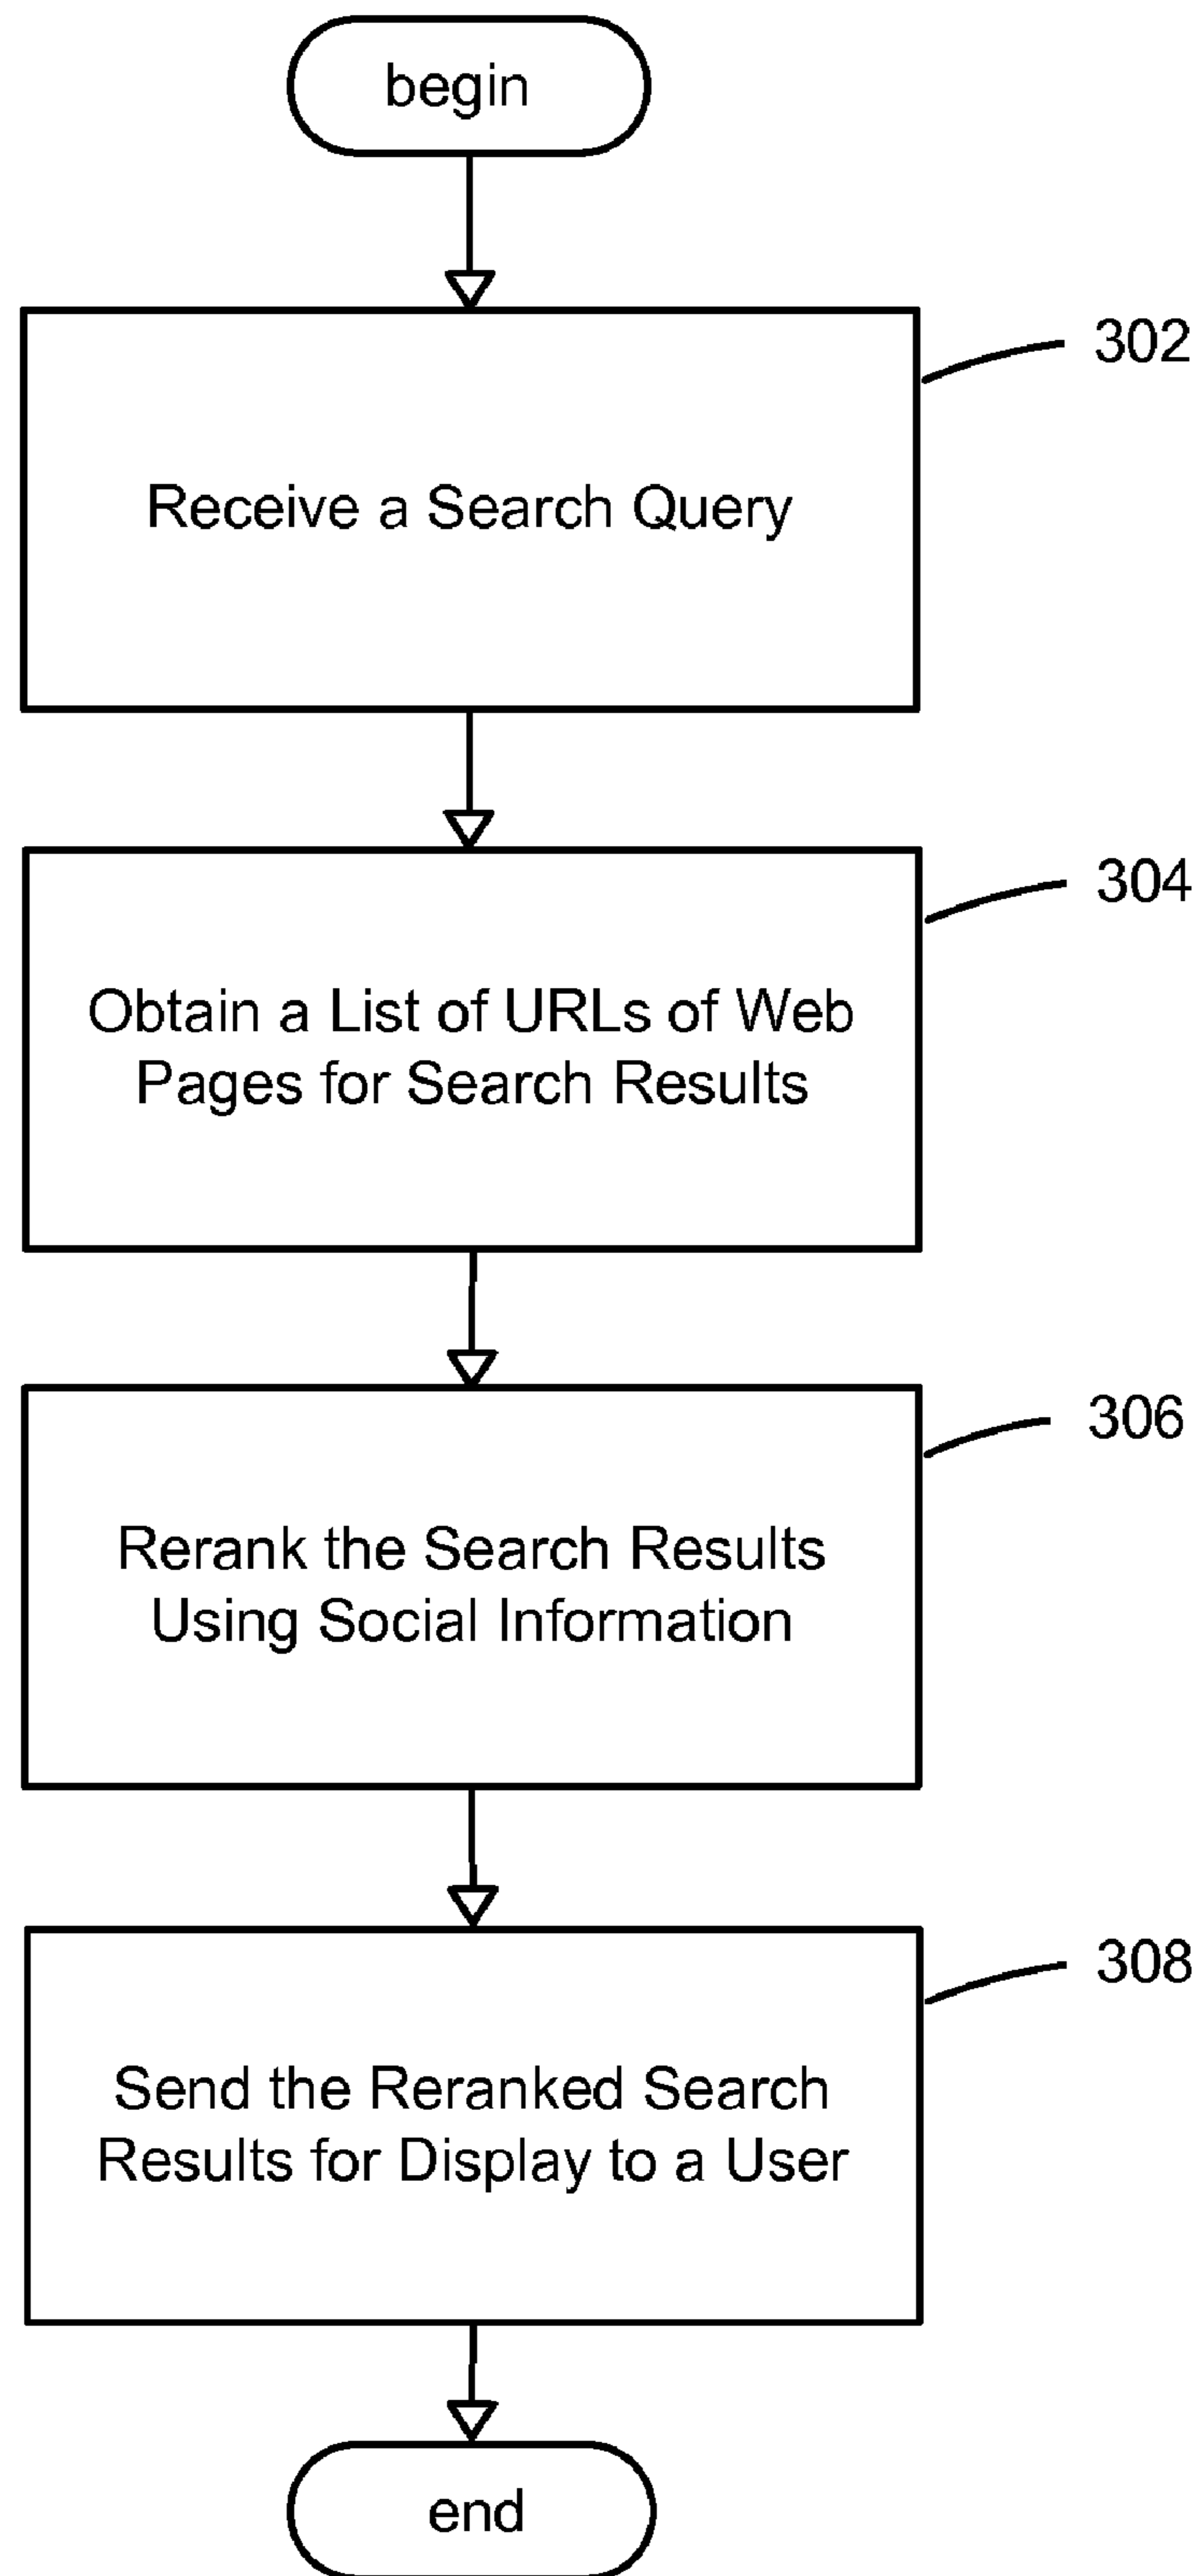 begin
302
Receive a Search Query
304
Obtain a List of URLs of Web
Pages for Search Results
306
Rerank the Search Results
Using Social Information
308
Send the Reranked Search
Results for Display to a User
end